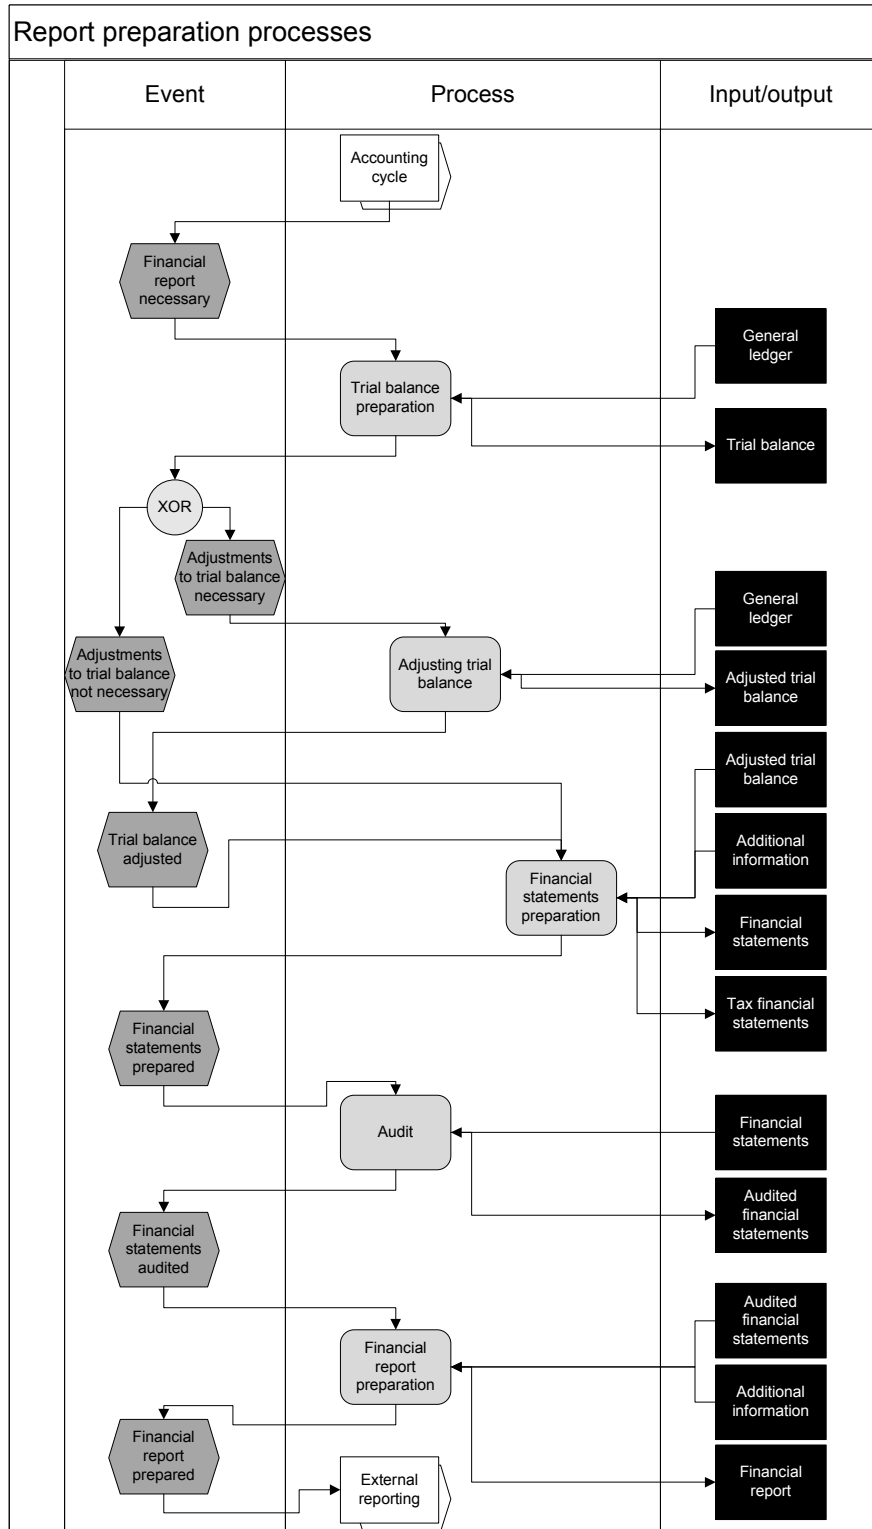 Report preparation processes
Event
Process
Input/output
Accounting
cycle
Financial
report
necessary
General
ledger
Trial balance
preparation
Trial balance
XOR
Adjustments
to trial balance
necessary
General
ledger
Adjustments
to trial balance
not necessary
Adjusting trial
balance
Adjusted trial
balance
Adjusted trial
balance
Trial balance
adjusted
Additional
information
Financial
statements
preparation
Financial
statements
Tax financial
statements
Financial
statements
prepared
Audit
Financial
statements
Audited
financial
statements
Financial
statements
audited
Audited
financial
statements
Financial
report
preparation
Additional
information
Financial
report
prepared
External
reporting
Financial
report